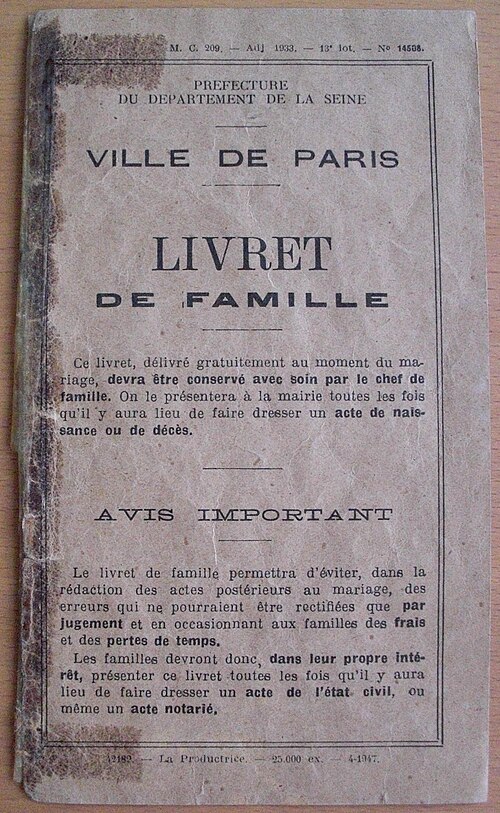 M. C. 209. — Adj 1933. — 13e lot. — No 14508.
PREFECTURE
DU DEPARTEMENT DE LA SEINE
VILLE DE PARIS
LIVRET
DE FAMILLE
Ce livret, délivré gratuitement au moment du ma-
riage, devra être conservé avec soin par le chef de
famille. On le présentera à la mairie toutes les fois
qu'il y aura lieu de faire dresser un acte de nais-
sance ou de décès.
AVIS IMPORTANT
Le livret de famille permettra d'éviter, dans la
rédaction des actes postérieurs au mariage, des
erreurs qui ne pourraient être rectifiées que par
jugement et en occasionnant aux familles des frais
et des pertes de temps.
Les familles devront donc, dans leur propre inté-
rêt, présenter ce livret toutes les fois qu'il y aura
lieu de faire dresser un acte de l'état civil, ou
même un acte notarié.
42189. — La Productrice. — 25.000 ex. — 4-1947.